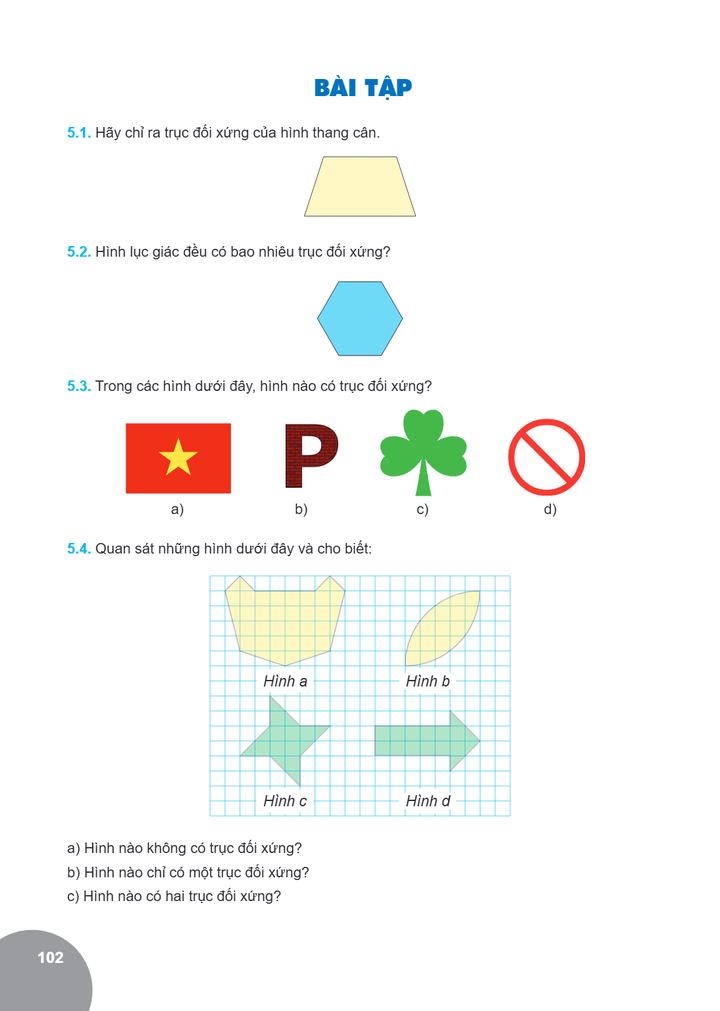 BÀI TẬP
5.1. Hãy chỉ ra trục đối xứng của hình thang cân.
5.2. Hình lục giác đều có bao nhiêu trục đối xứng?
5.3. Trong các hình dưới đây, hình nào có trục đối xứng?
P
a) b) c) d)
5.4. Quan sát những hình dưới đây và cho biết:
Hình a Hình b
Hình c Hình d
a) Hình nào không có trục đối xứng?
b) Hình nào chỉ có một trục đối xứng?
c) Hình nào có hai trục đối xứng?
102